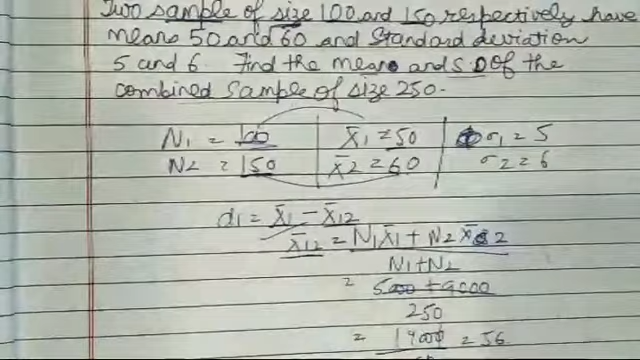 Two sample of size 100 and 150 respectively have
means 50 and 60 and Standard deviation
5 and 6. Find the mean and S.D of the
combined Sample of size 250.
N1 = 100 x̄1 = 50 σ1 = 5
N2 = 150 x̄2 = 60 σ2 = 6
d1 = x̄1 - x̄12
x̄12 = N1x̄1 + N2x̄2
N1+N2
= 5000 + 9000
250
= 14000 = 56